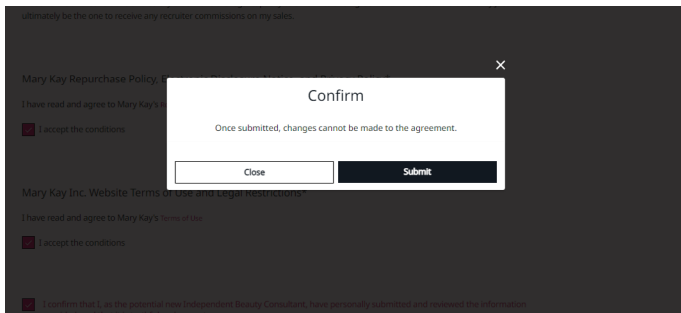 ultimately be the one to receive any recruiter commissions on my sales.
Confirm
Once submitted, changes cannot be made to the agreement.
Close
Submit
Mary Kay Repurchase Policy,
I have read and agree to Mary Kay's
I accept the conditions
Mary Kay Inc. Website Terms of Use and Legal Restrictions*
I have read and agree to Mary Kay's Terms of Use
I accept the conditions
I confirm that I, as the potential new Independent Beauty Consultant, have personally submitted and reviewed the information